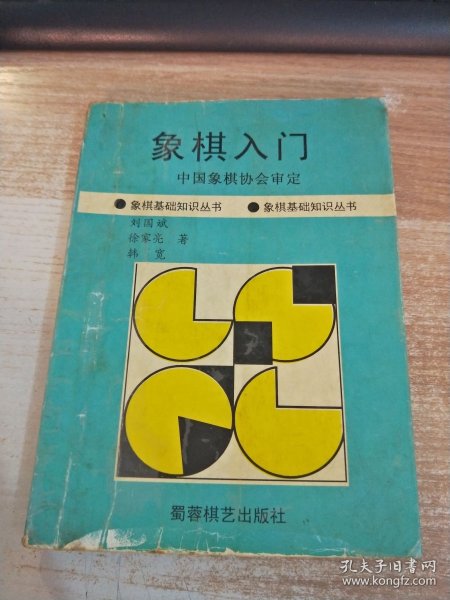 象棋入门
中国象棋协会审定
●象棋基础知识丛书 ●象棋基础知识丛书
刘国斌
徐家亮 著
韩 宽
蜀蓉棋艺出版社
孔夫子旧书网
www.kongfz.com